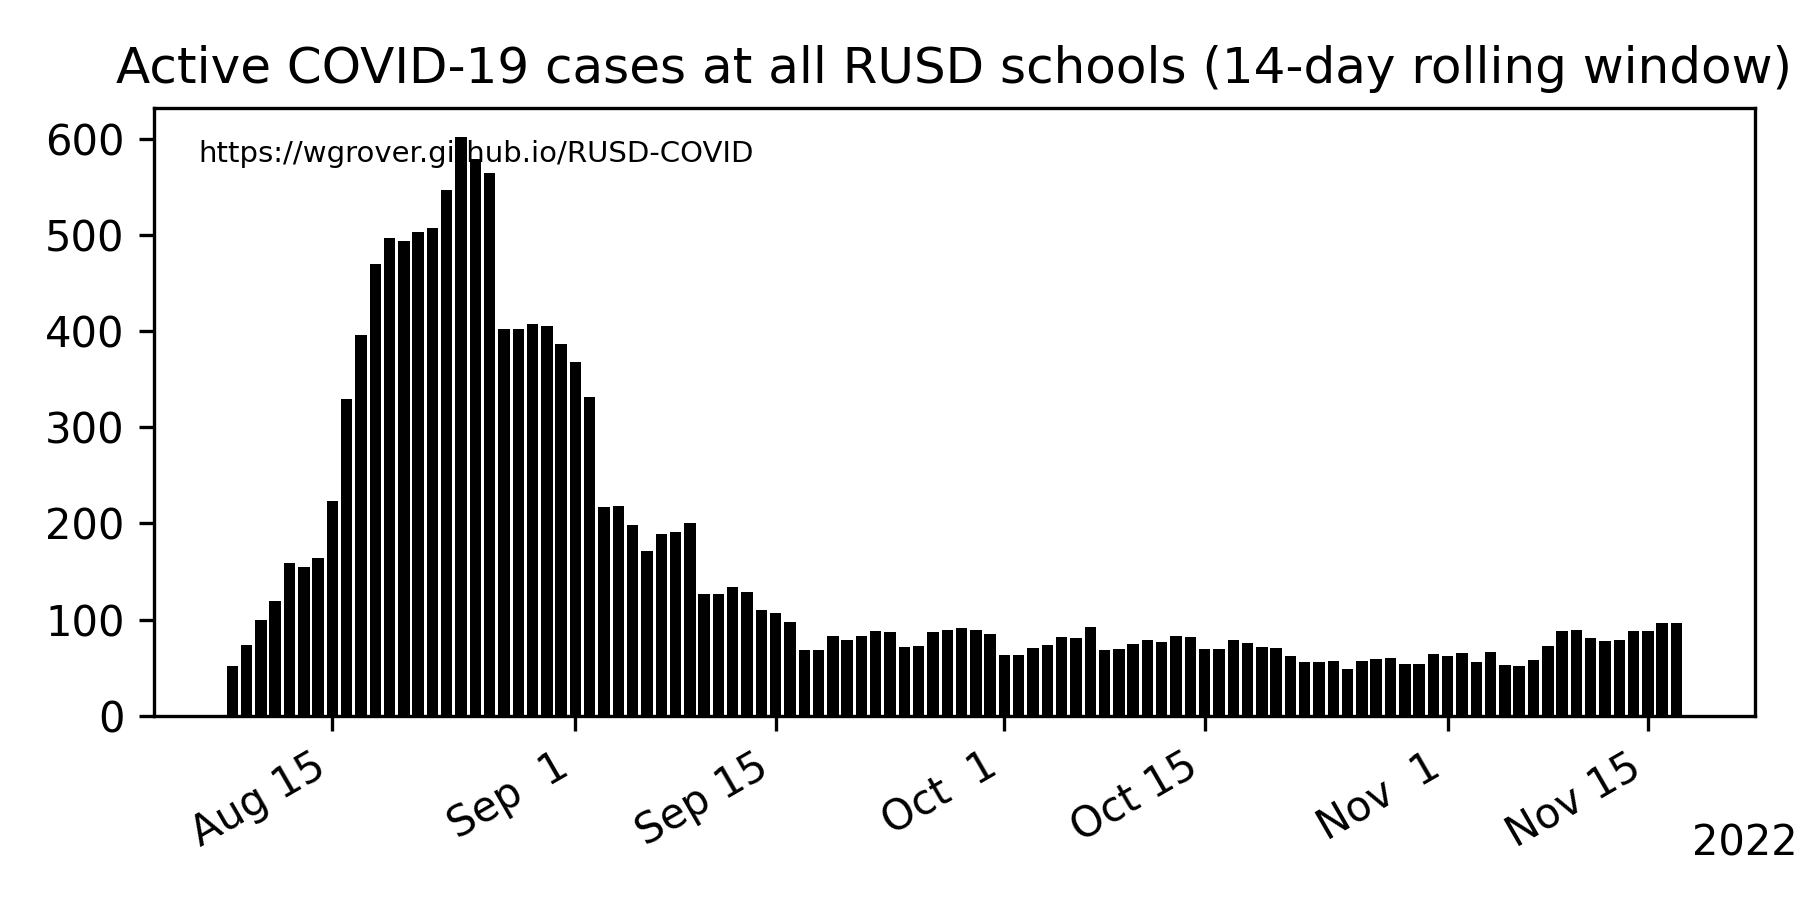 Active COVID-19 cases at all RUSD schools (14-day rolling window)
https://wgrover.github.io/RUSD-COVID
600
500
400
300
200
100
0
Aug 15
Sep  1
Sep 15
Oct  1
Oct 15
Nov  1
Nov 15
2022